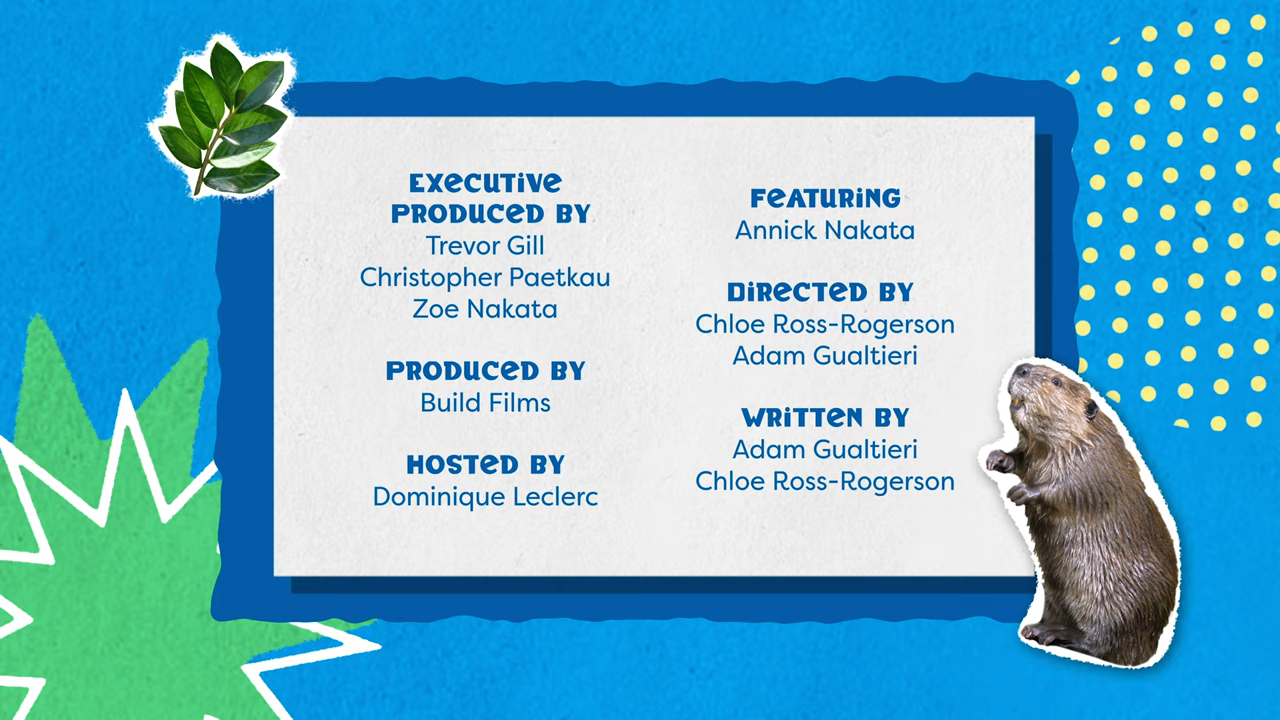 EXECUTIVE
PRODUCED BY
Trevor Gill
Christopher Paetkau
Zoe Nakata
PRODUCED BY
Build Films
HOSTED BY
Dominique Leclerc
FEATURING
Annick Nakata
DIRECTED BY
Chloe Ross-Rogerson
Adam Gualtieri
WRITTEN BY
Adam Gualtieri
Chloe Ross-Rogerson